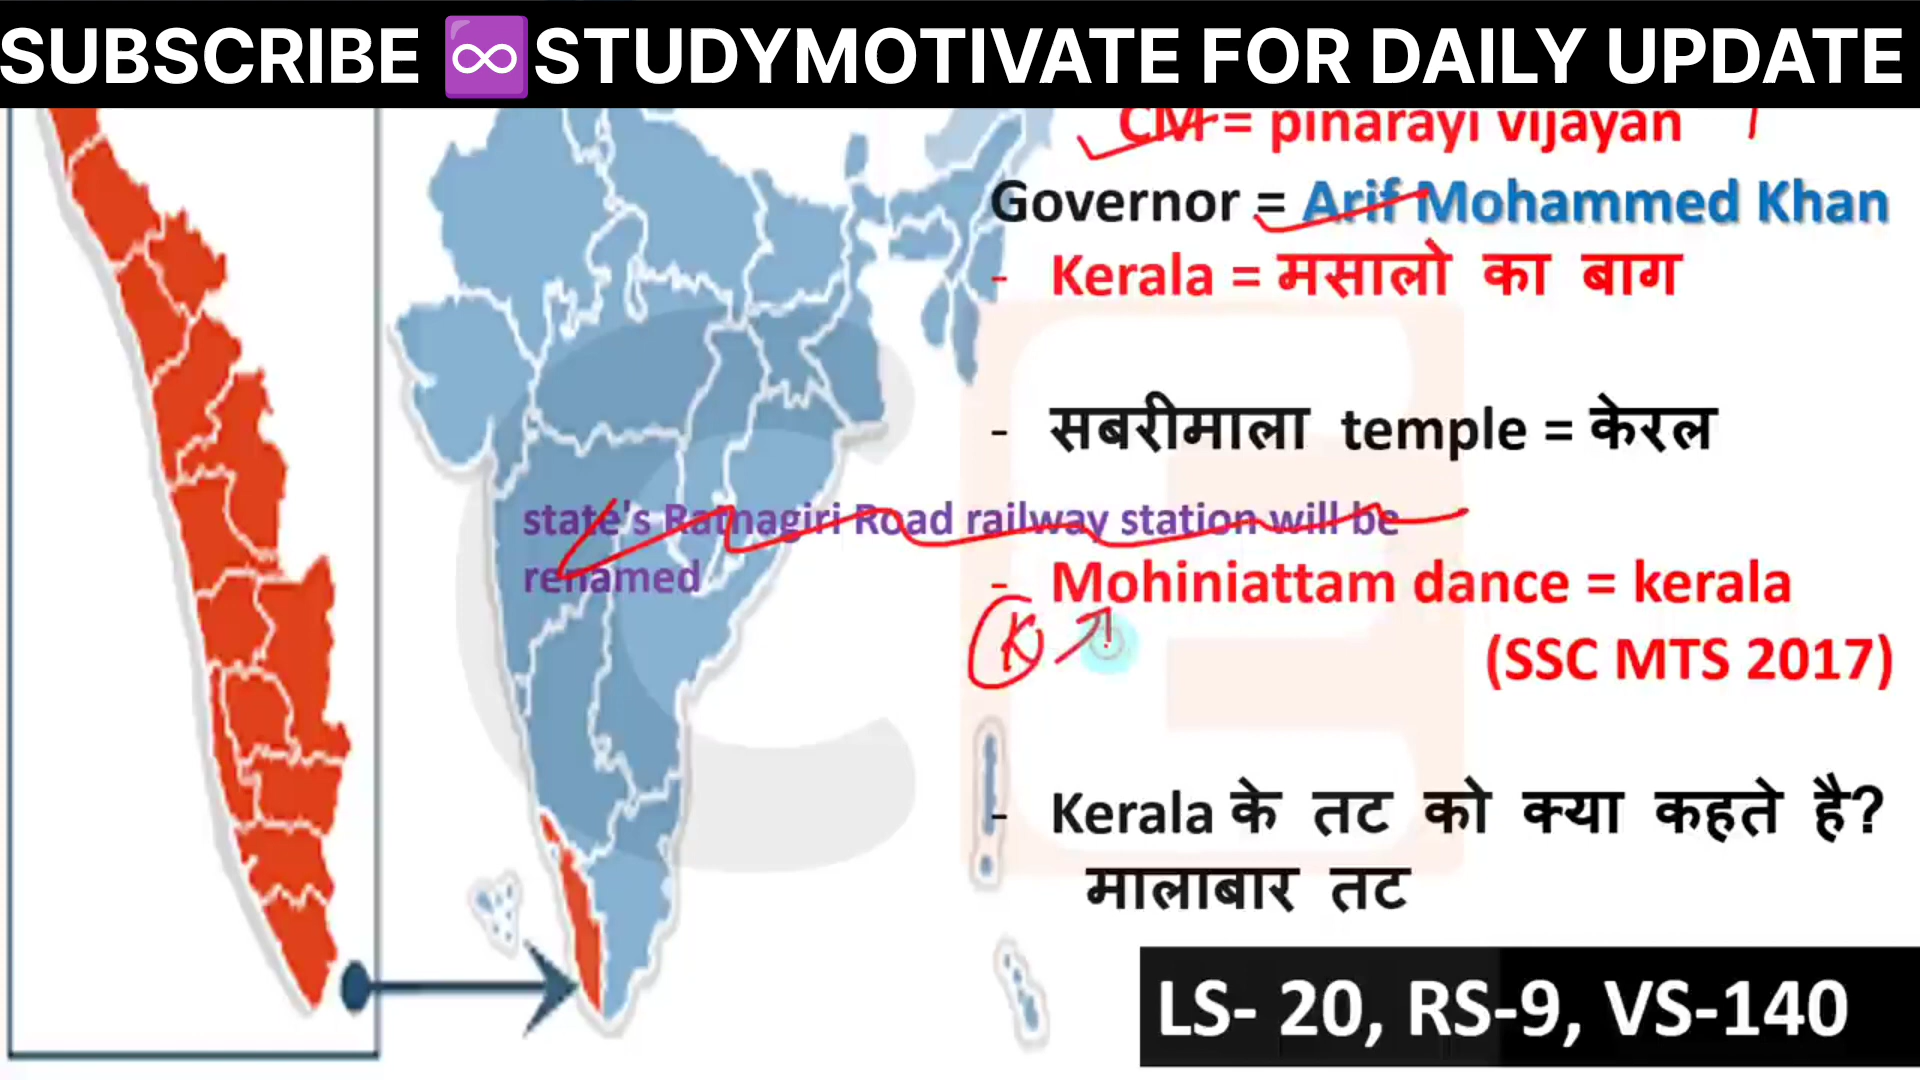 SUBSCRIBE ♾️STUDYMOTIVATE FOR DAILY UPDATE
CM = pinarayi vijayan
Governor = Arif Mohammed Khan
- Kerala = मसालो का बाग
- सबरीमाला temple = केरल
state's Ratnagiri Road railway station will be
renamed
- Mohiniattam dance = kerala
K
(SSC MTS 2017)
- Kerala के तट को क्या कहते है?
मालाबार तट
LS- 20, RS-9, VS-140